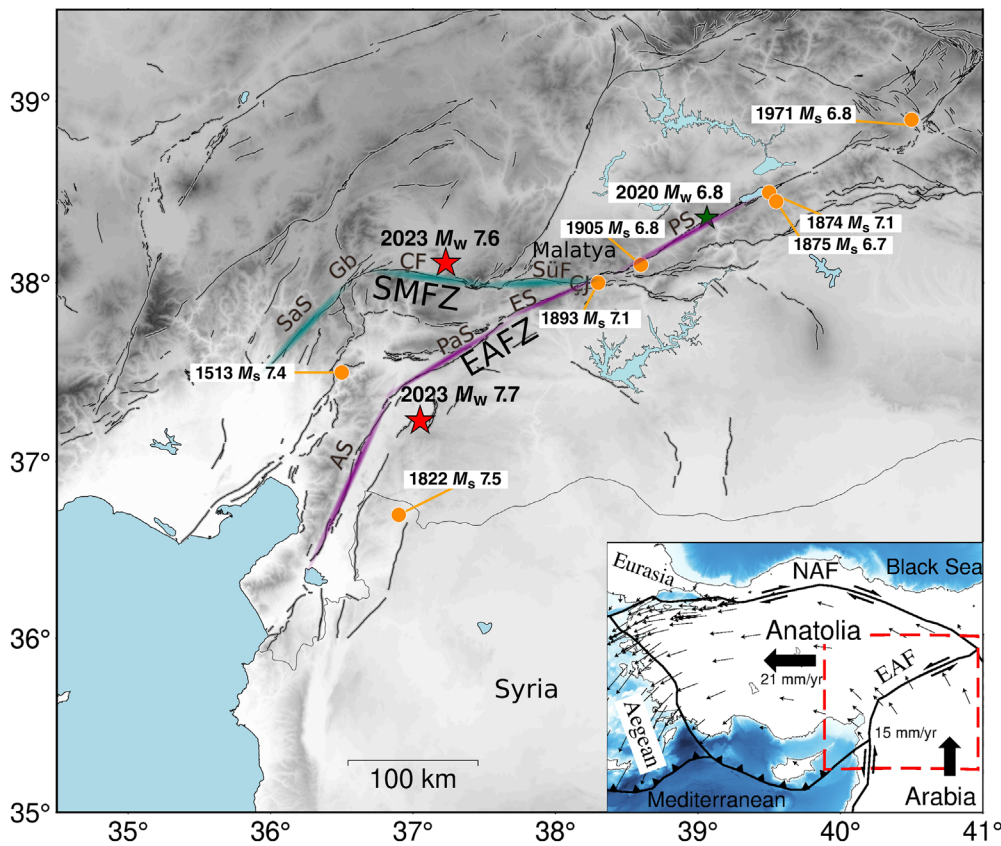 39°
38°
37°
36°
35°
35°
36°
37°
38°
39°
40°
41°
1971 Ms 6.8
2020 Mw 6.8
PS
1874 Ms 7.1
1875 Ms 6.7
1905 Ms 6.8
2023 Mw 7.6
CF
Malatya
SüF
ÇJ
Gb
SMFZ
SaS
ES
1893 Ms 7.1
PaS
EAFZ
1513 Ms 7.4
2023 Mw 7.7
AS
1822 Ms 7.5
Syria
100 km
Eurasia
NAF
Black Sea
Anatolia
EAF
21 mm/yr
Aegean
15 mm/yr
Mediterranean
Arabia